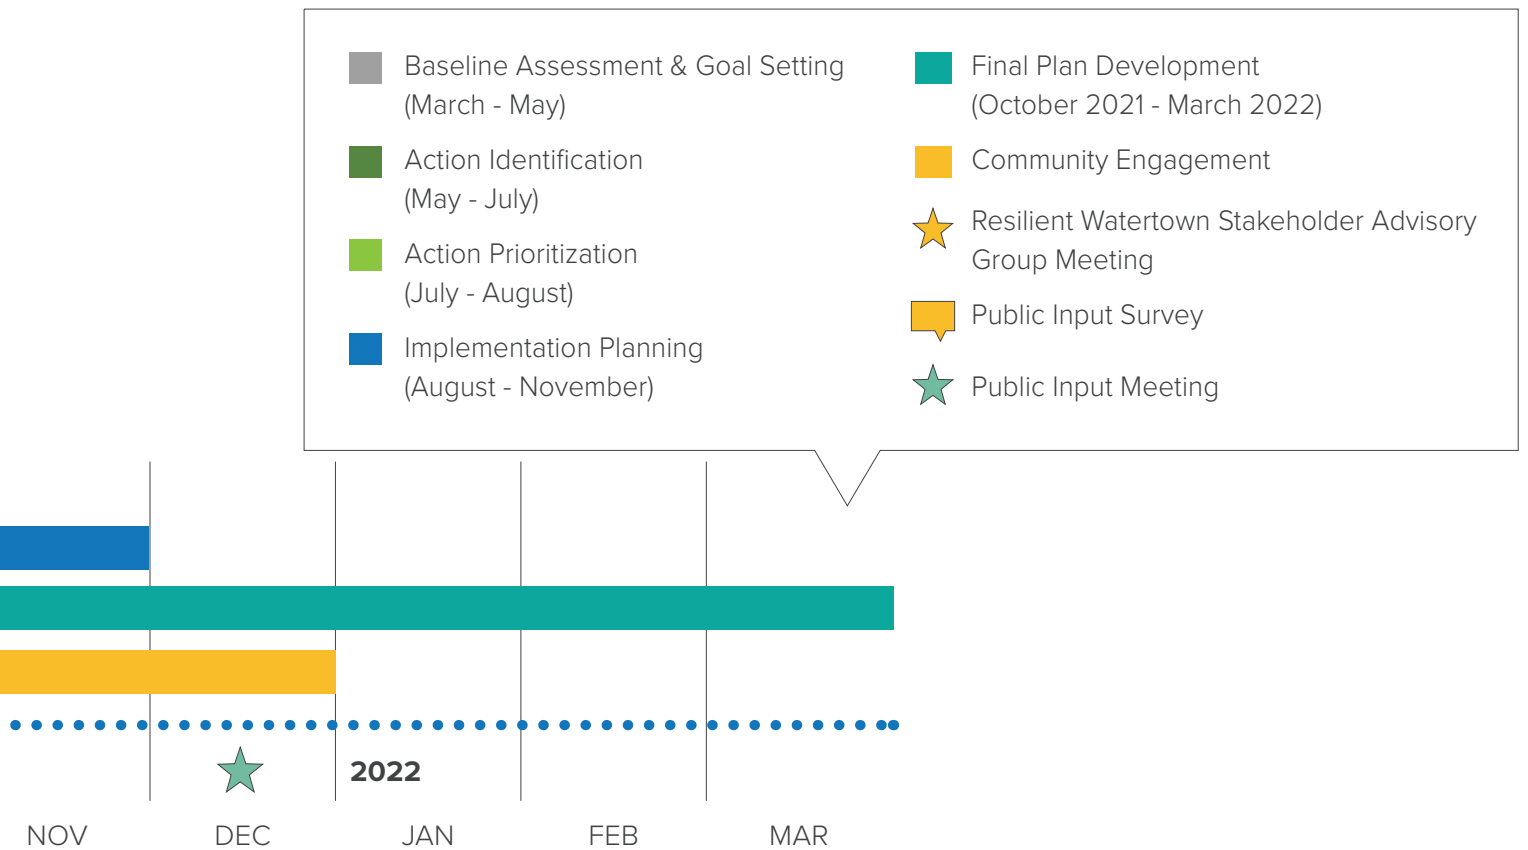 Baseline Assessment & Goal Setting
(March - May)
Action Identification
(May - July)
Action Prioritization
(July - August)
Implementation Planning
(August - November)
Final Plan Development
(October 2021 - March 2022)
Community Engagement
Resilient Watertown Stakeholder Advisory
Group Meeting
Public Input Survey
Public Input Meeting
2022
NOV DEC JAN FEB MAR